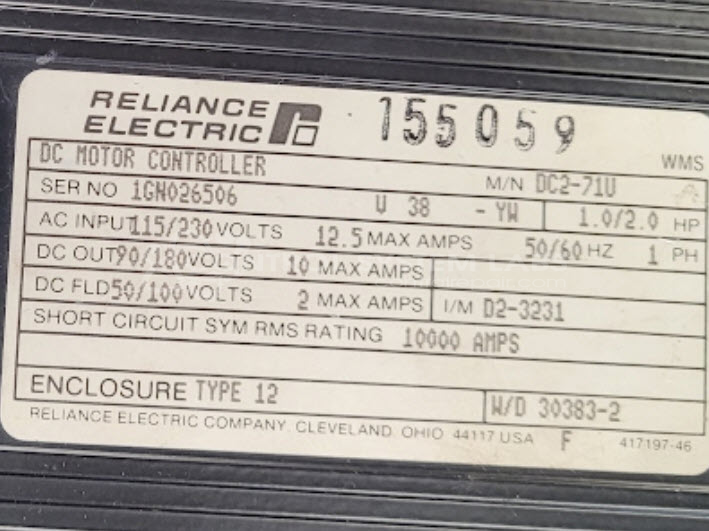 RELIANCE
ELECTRIC
155059
WMS
DC MOTOR CONTROLLER M/N DC2-71U
SER NO 1GN026506 U 38 - YW 1.0/2.0 HP
AC INPUT 115/230 VOLTS 12.5 MAX AMPS 50/60 HZ 1 PH
DC OUT 90/180 VOLTS 10 MAX AMPS
DC FLD 50/100 VOLTS 2 MAX AMPS I/M D2-3231
SHORT CIRCUIT SYM RMS RATING 10000 AMPS
ENCLOSURE TYPE 12 W/D 30383-2
RELIANCE ELECTRIC COMPANY, CLEVELAND, OHIO 44117 USA F 417197-46